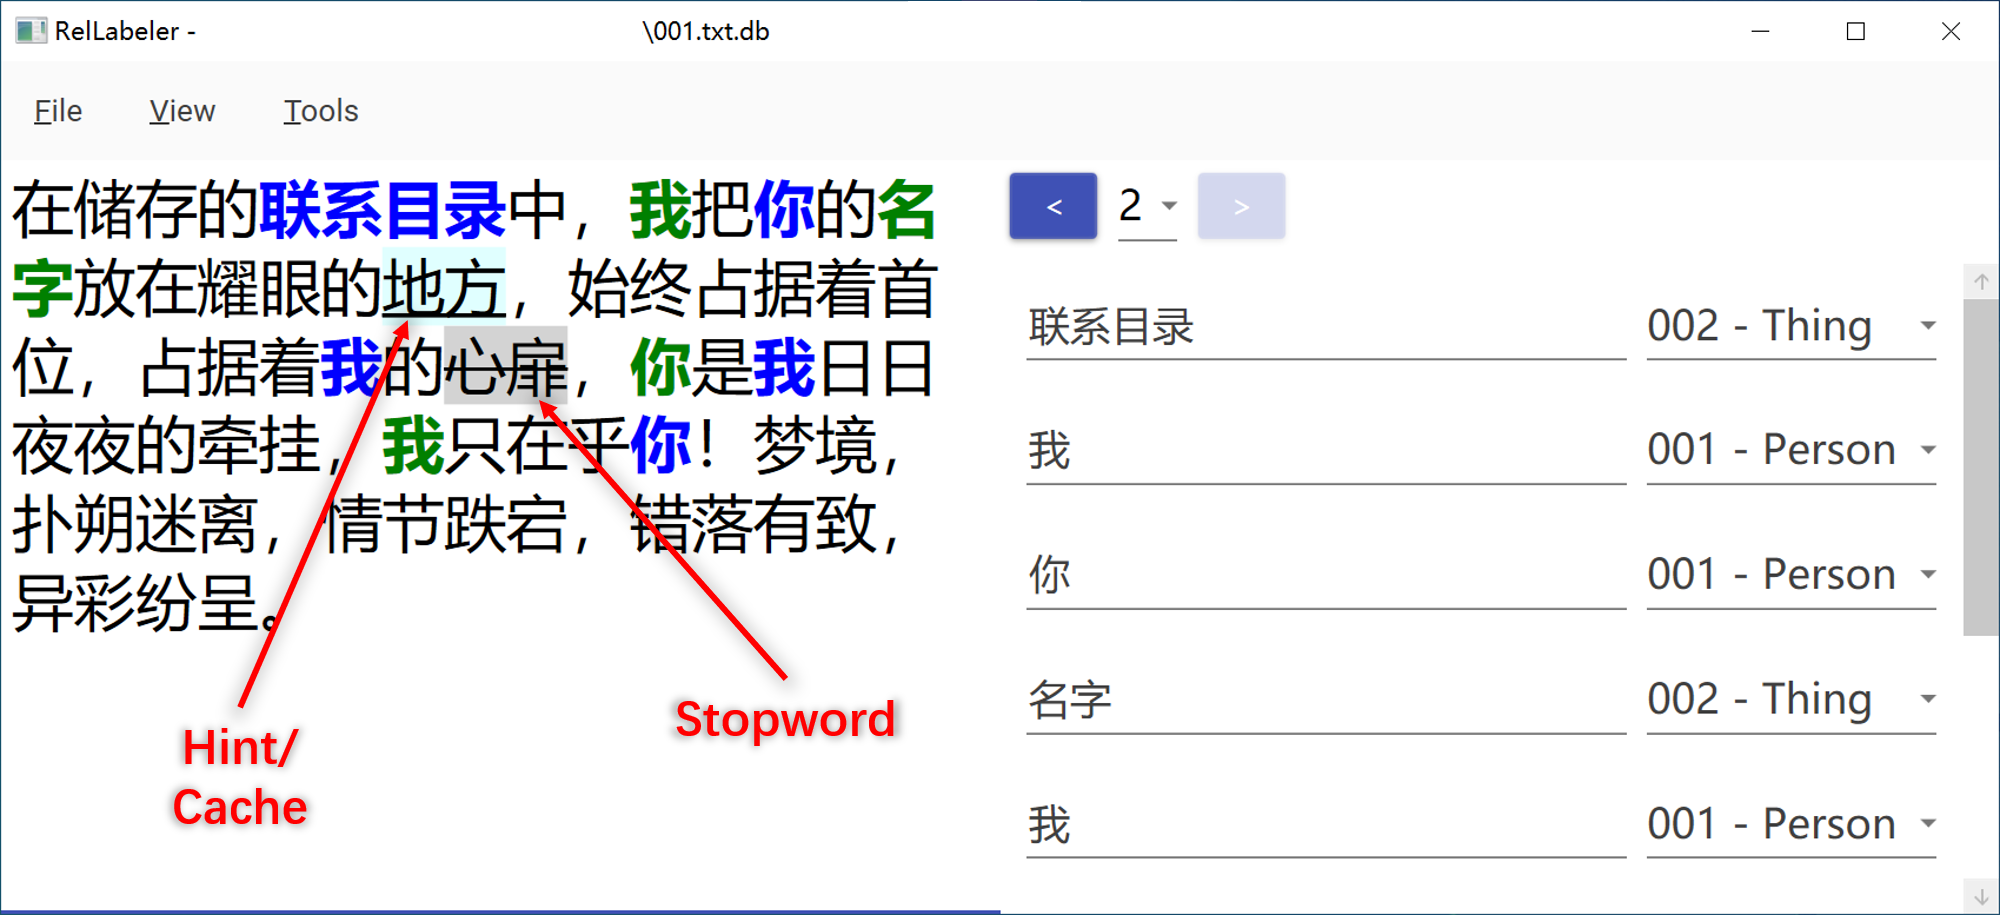 RelLabeler - \001.txt.db
File View Tools
在储存的联系目录中，我把你的名
字放在耀眼的地方，始终占据着首
位，占据着我的心扉，你是我日日
夜夜的牵挂，我只在乎你！梦境，
扑朔迷离，情节跌宕，错落有致，
异彩纷呈。
Hint/
Cache
Stopword
< 2 >
联系目录 002 - Thing
我 001 - Person
你 001 - Person
名字 002 - Thing
我 001 - Person